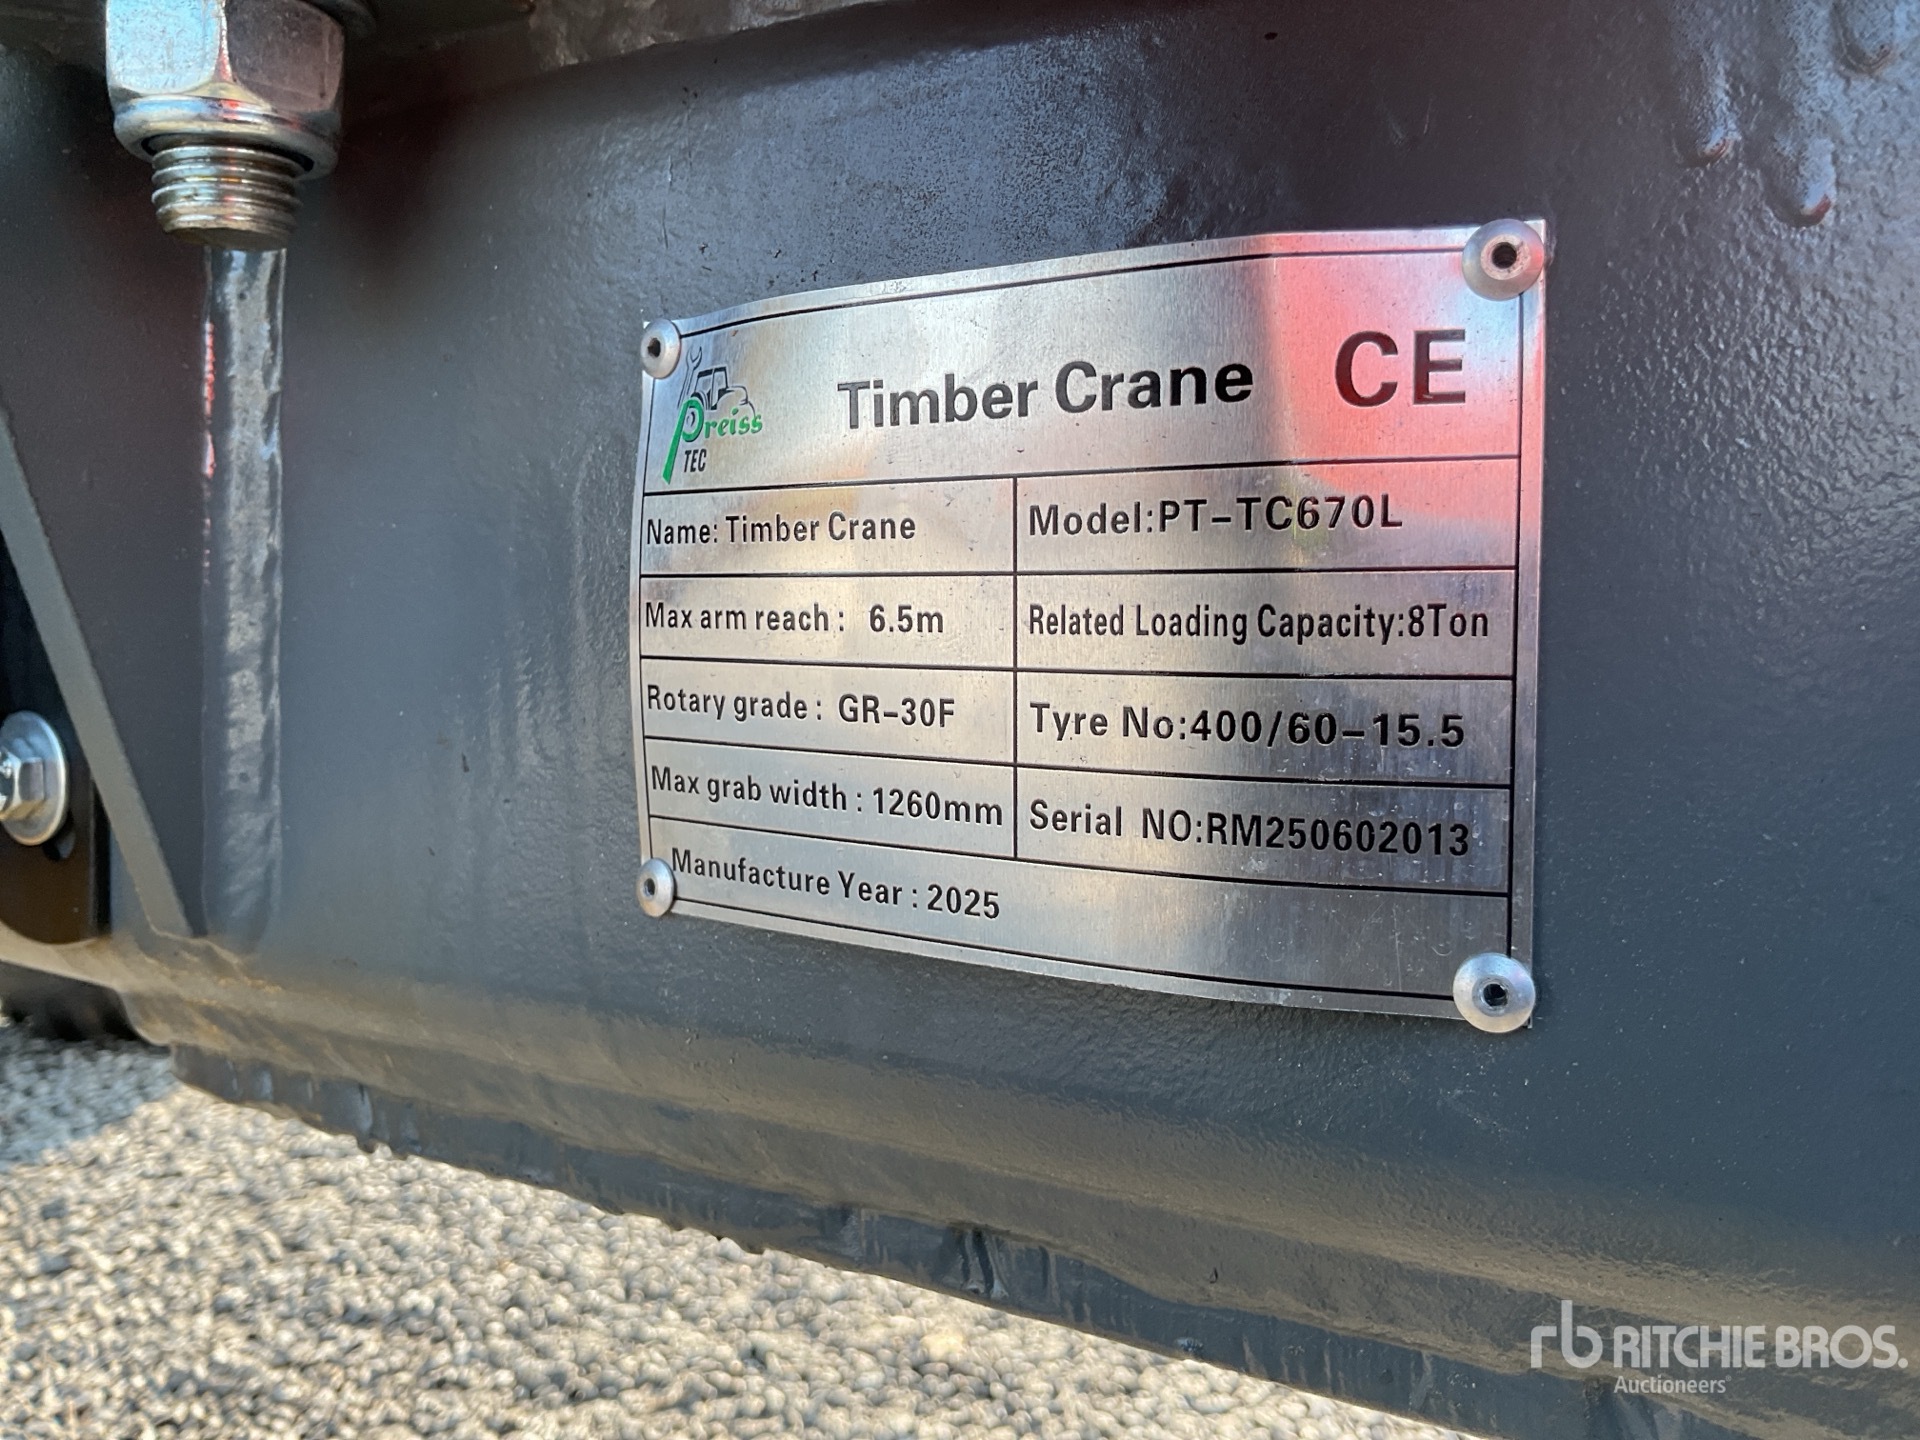 Preiss
TEC
Timber Crane CE
Name: Timber Crane
Model:PT-TC670L
Max arm reach: 6.5m
Related Loading Capacity:8Ton
Rotary grade: GR-30F
Tyre No:400/60-15.5
Max grab width: 1260mm
Serial NO:RM250602013
Manufacture Year: 2025
rb RITCHIE BROS.
Auctioneers